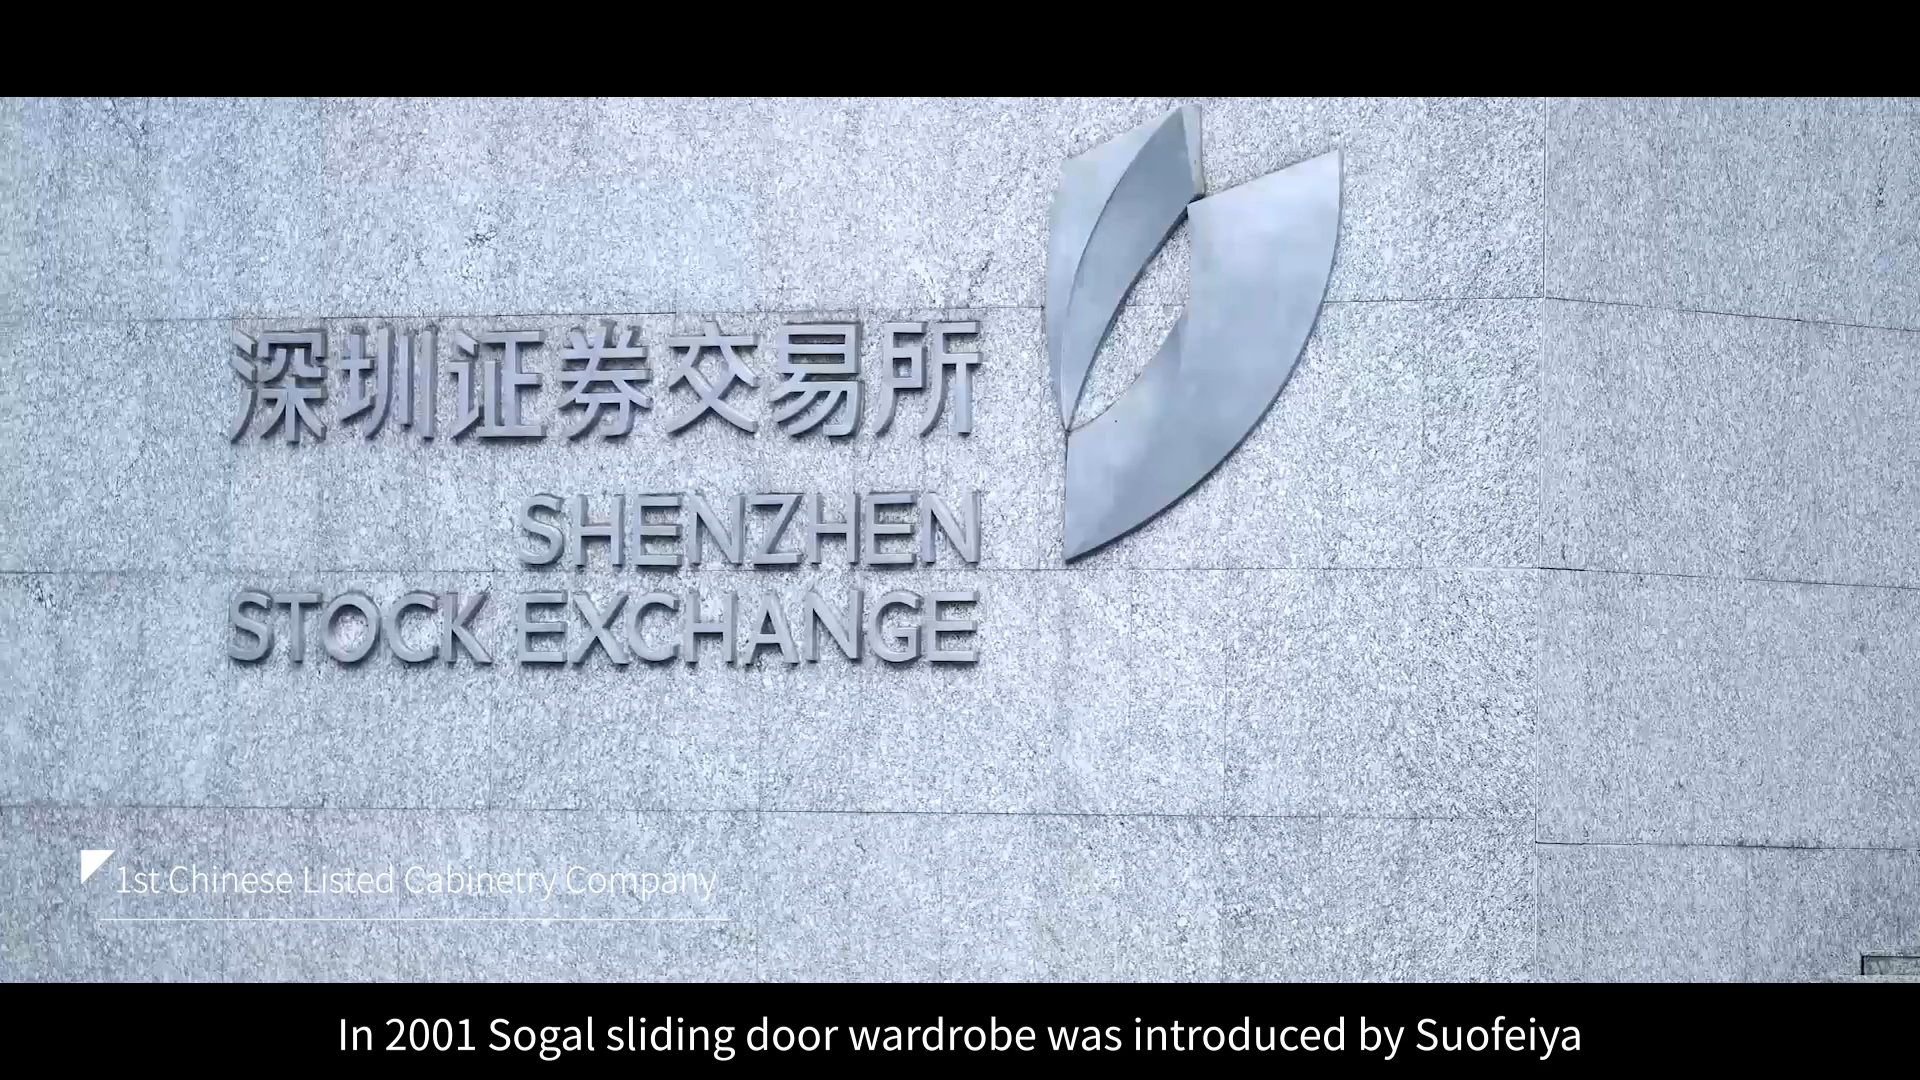 深圳证券交易所
SHENZHEN
STOCK EXCHANGE
1st Chinese Listed Cabinetry Company
In 2001 Sogal sliding door wardrobe was introduced by Suofeiya